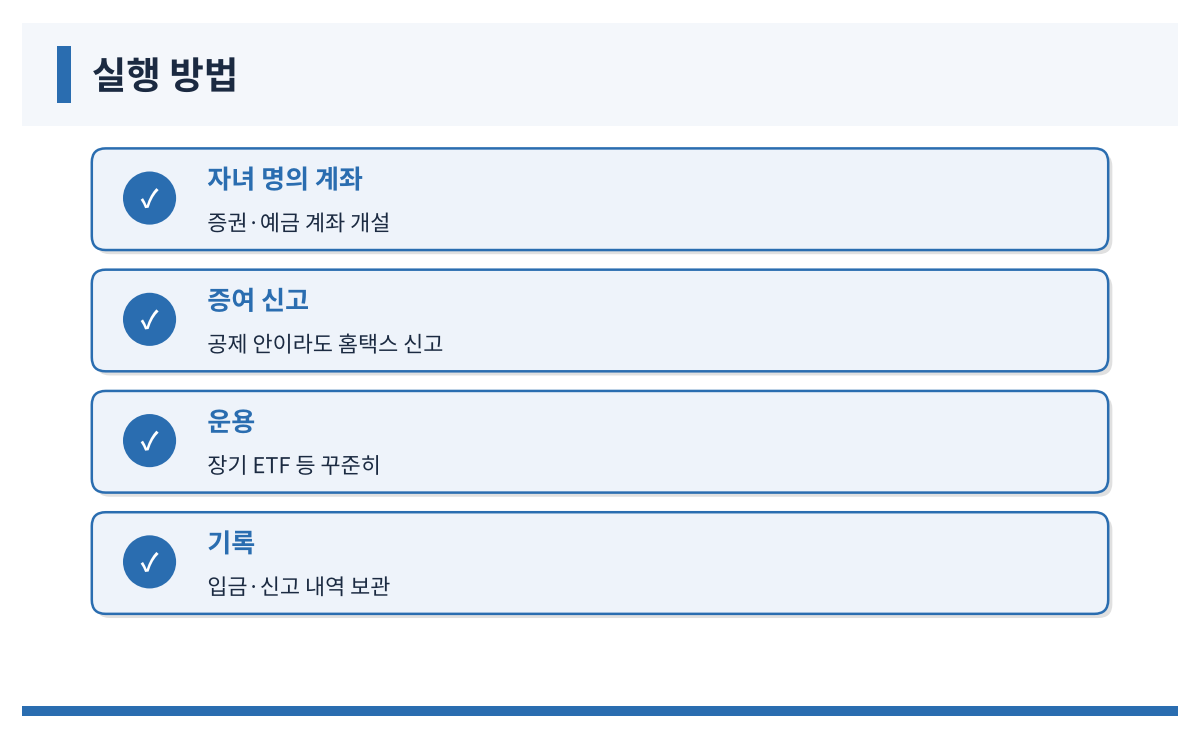 실행 방법
자녀 명의 계좌
증권·예금 계좌 개설
증여 신고
공제 안이라도 홈택스 신고
운용
장기 ETF 등 꾸준히
기록
입금·신고 내역 보관